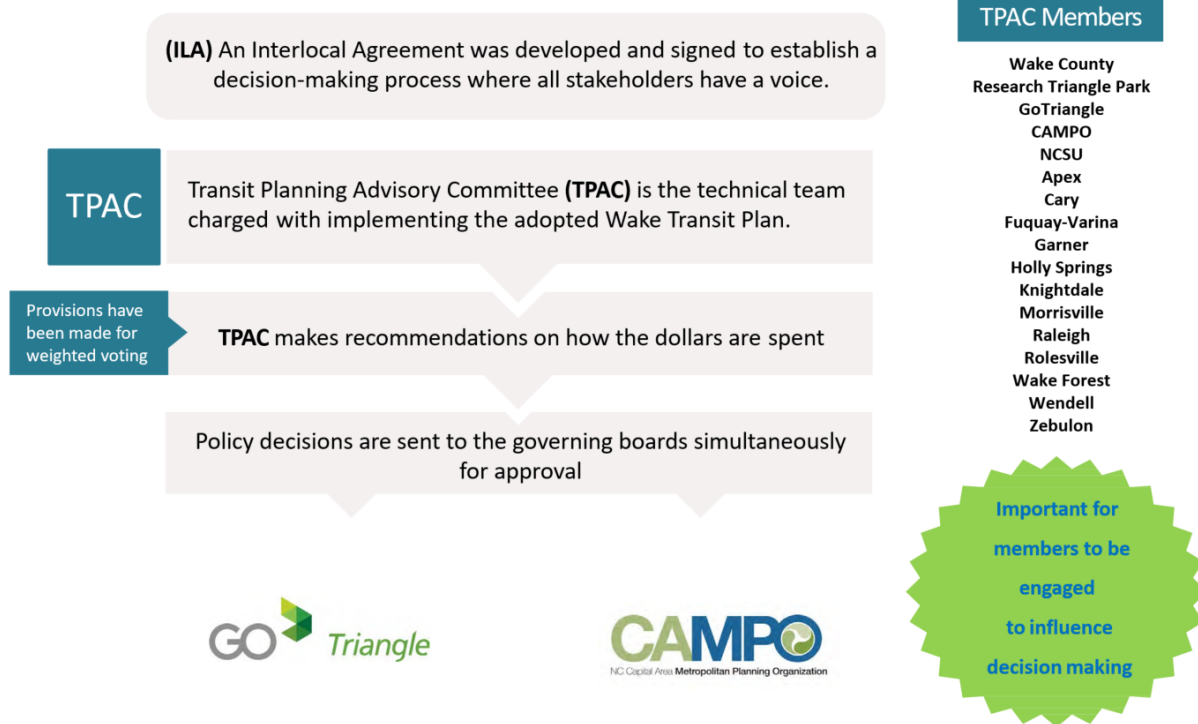 (ILA) An Interlocal Agreement was developed and signed to establish a
decision-making process where all stakeholders have a voice.
TPAC
Transit Planning Advisory Committee (TPAC) is the technical team
charged with implementing the adopted Wake Transit Plan.
Provisions have
been made for
weighted voting
TPAC makes recommendations on how the dollars are spent
Policy decisions are sent to the governing boards simultaneously
for approval
GO Triangle
CAMPO
NC Capital Area Metropolitan Planning Organization
TPAC Members
Wake County
Research Triangle Park
GoTriangle
CAMPO
NCSU
Apex
Cary
Fuquay-Varina
Garner
Holly Springs
Knightdale
Morrisville
Raleigh
Rolesville
Wake Forest
Wendell
Zebulon
Important for
members to be
engaged
to influence
decision making